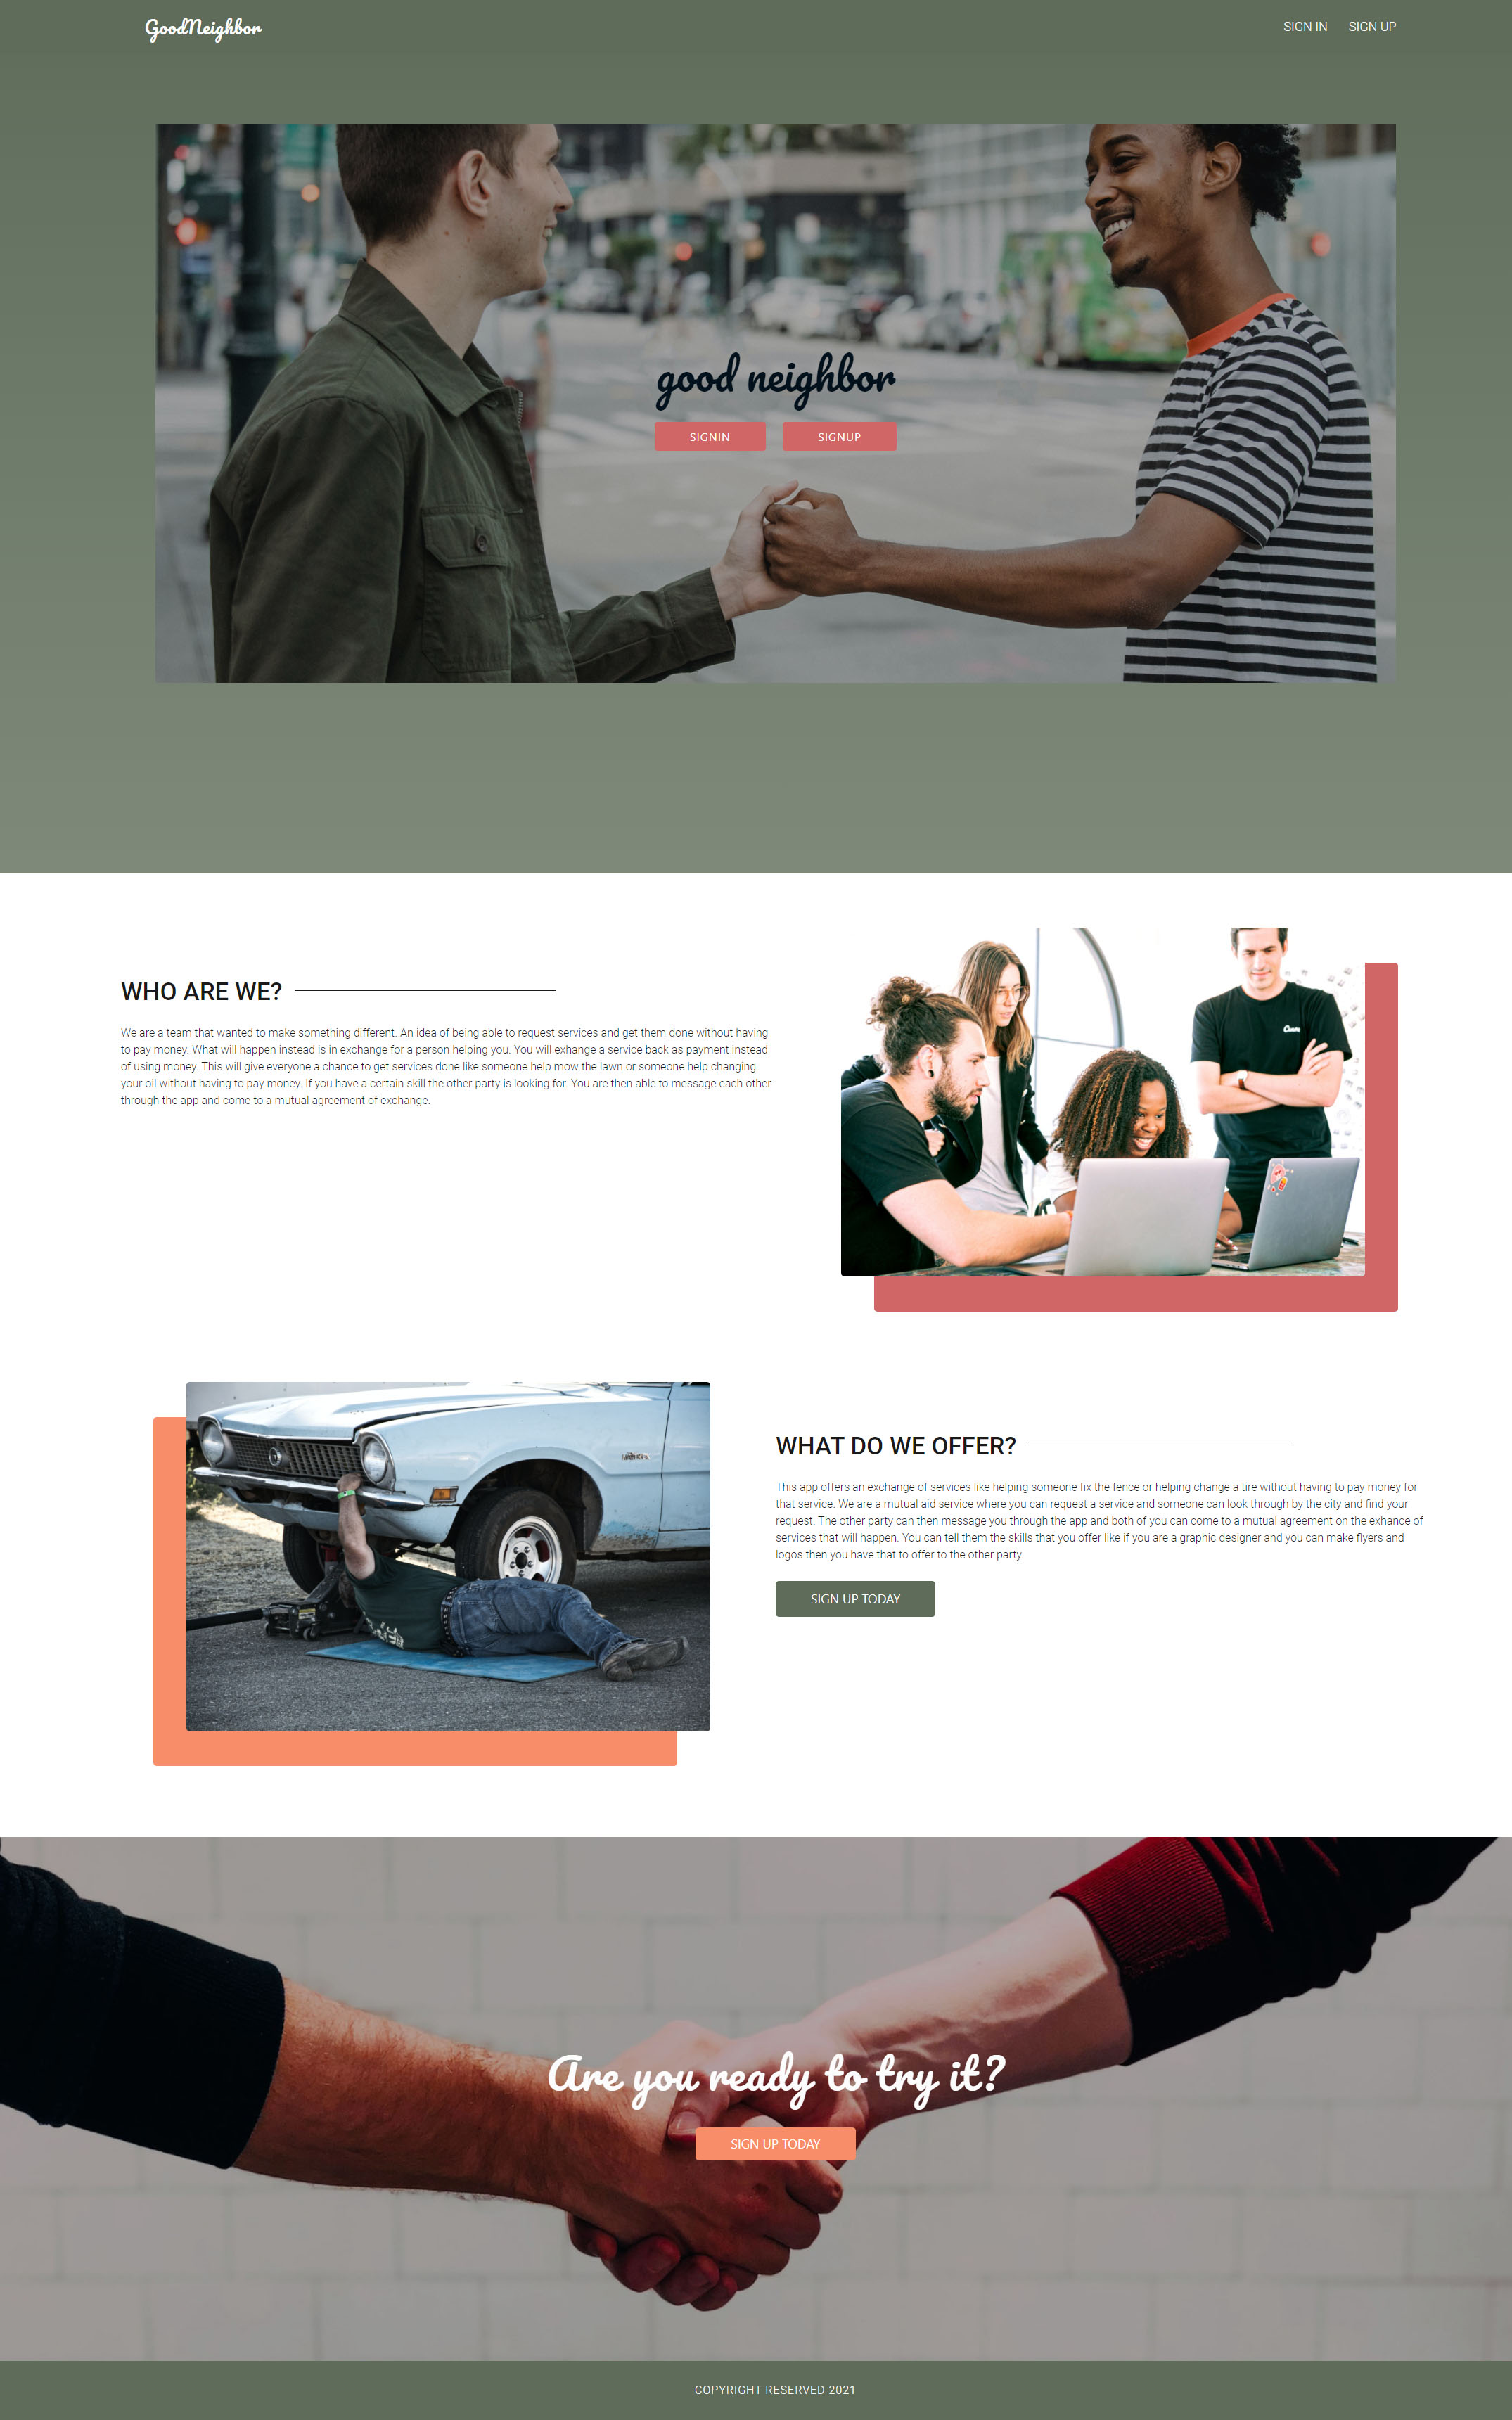 GoodNeighbor
SIGN IN SIGN UP
good neighbor
SIGNIN SIGNUP
WHO ARE WE?
We are a team that wanted to make something different. An idea of being able to request services and get them done without having
to pay money. What will happen instead is in exchange for a person helping you. You will exhange a service back as payment instead
of using money. This will give everyone a chance to get services done like someone help mow the lawn or someone help changing
your oil without having to pay money. If you have a certain skill the other party is looking for. You are then able to message each other
through the app and come to a mutual agreement of exchange.
WHAT DO WE OFFER?
This app offers an exchange of services like helping someone fix the fence or helping change a tire without having to pay money for
that service. We are a mutual aid service where you can request a service and someone can look through by the city and find your
request. The other party can then message you through the app and both of you can come to a mutual agreement on the exhance of
services that will happen. You can tell them the skills that you offer like if you are a graphic designer and you can make flyers and
logos then you have that to offer to the other party.
SIGN UP TODAY
Are you ready to try it?
SIGN UP TODAY
COPYRIGHT RESERVED 2021